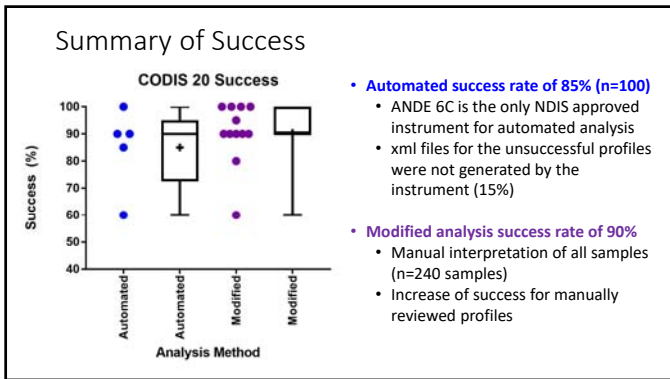 Summary of Success
CODIS 20 Success
100
90
80
70
60
50
40
Success (%)
Automated
Automated
Modified
Modified
Analysis Method
• Automated success rate of 85% (n=100)
• ANDE 6C is the only NDIS approved
instrument for automated analysis
• xml files for the unsuccessful profiles
were not generated by the
instrument (15%)
• Modified analysis success rate of 90%
• Manual interpretation of all samples
(n=240 samples)
• Increase of success for manually
reviewed profiles